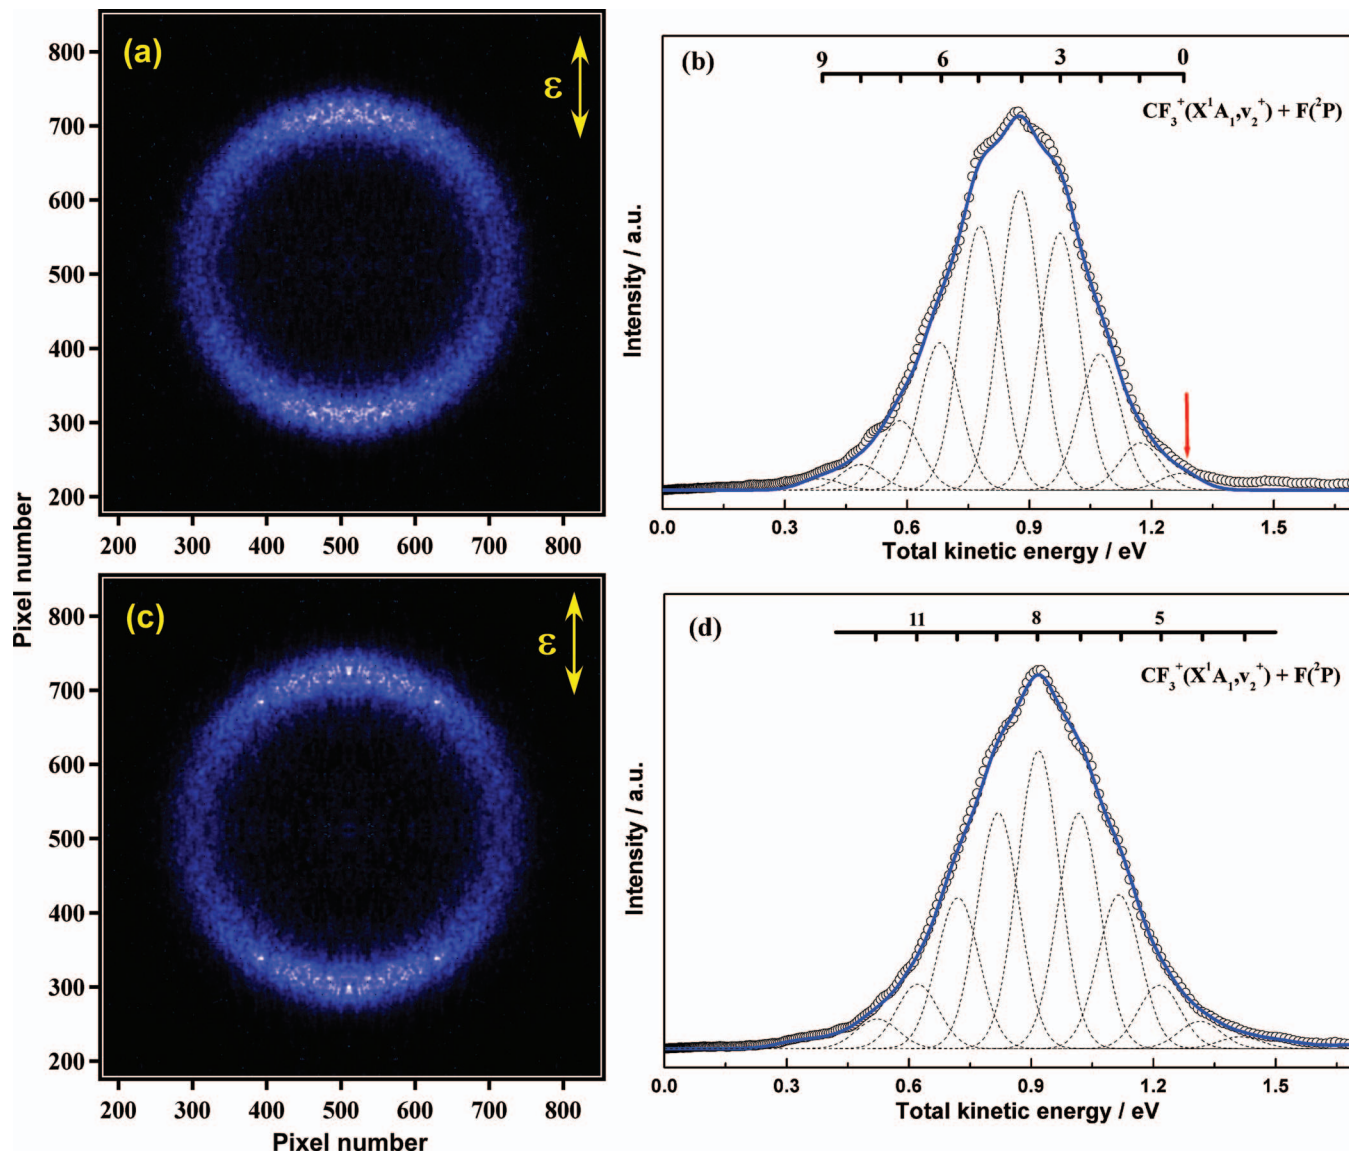 (a)
ε
800
700
600
500
400
300
200
200 300 400 500 600 700 800
(b)
9 6 3 0
CF3+(X1A1,v2+) + F(2P)
Intensity / a.u.
0.0 0.3 0.6 0.9 1.2 1.5
Total kinetic energy / eV
Pixel number
(c)
ε
800
700
600
500
400
300
200
200 300 400 500 600 700 800
Pixel number
(d)
11 8 5
CF3+(X1A1,v2+) + F(2P)
Intensity / a.u.
0.0 0.3 0.6 0.9 1.2 1.5
Total kinetic energy / eV